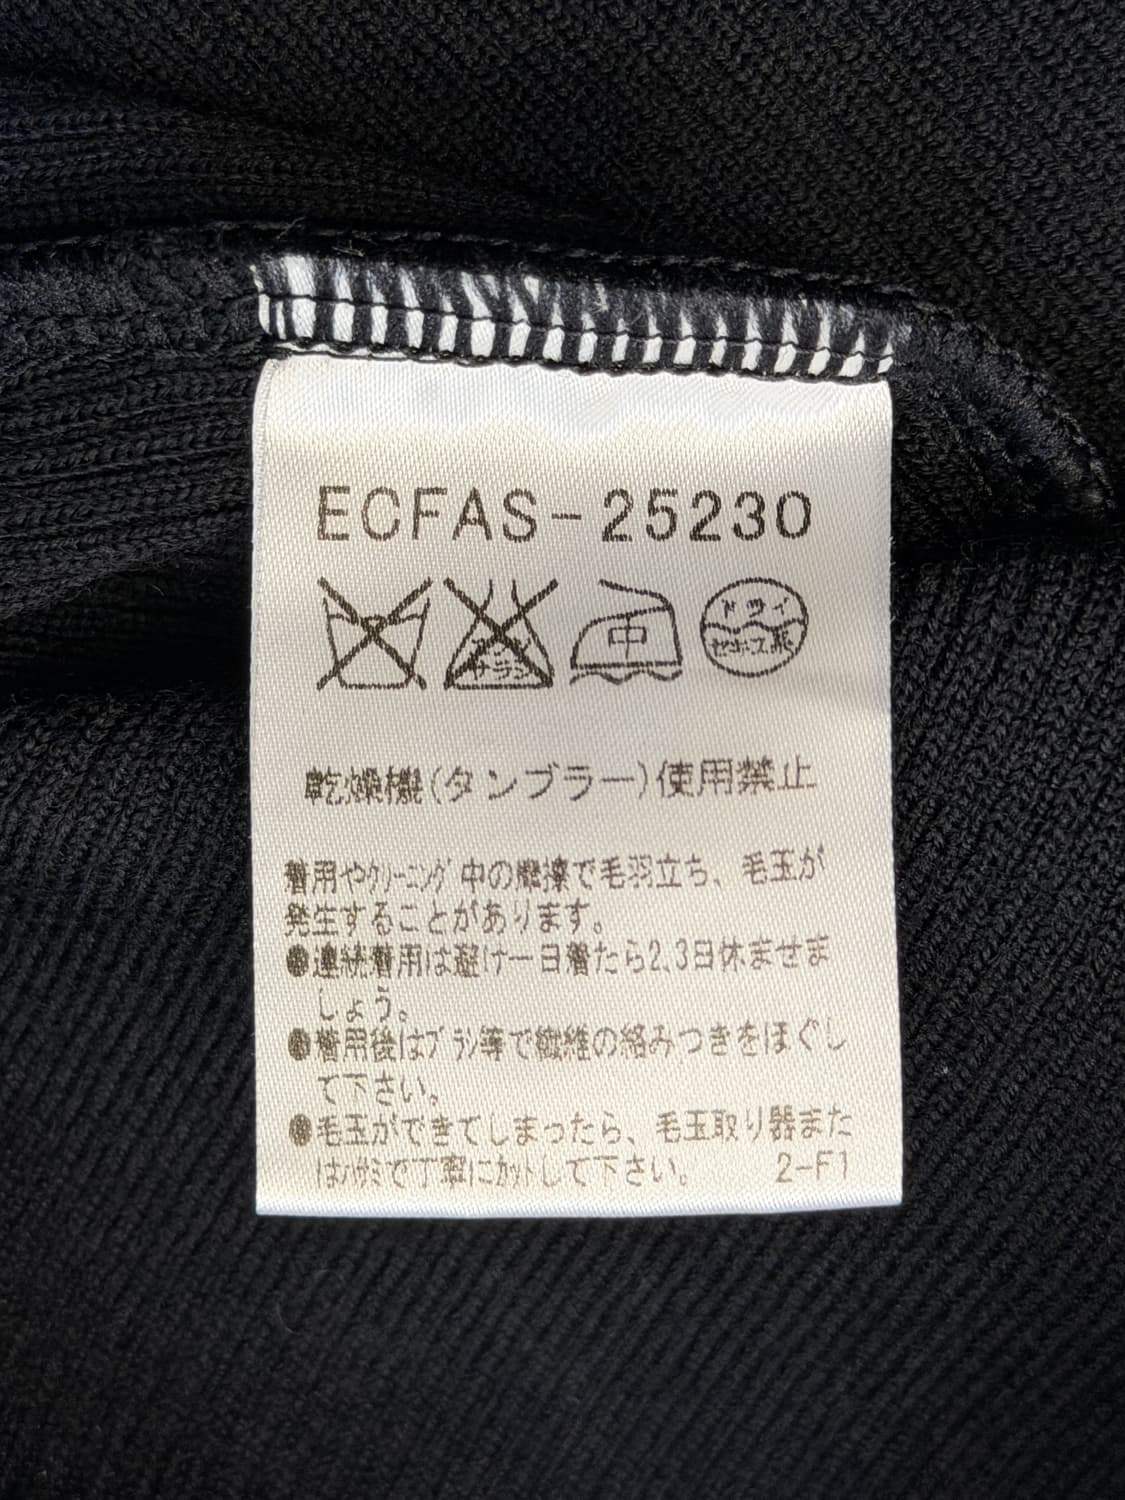 ECFAS-25230
エンソ サラシ
中
ドライ
セキユ系
乾燥機(タンブラー)使用禁止
着用やクリーニング中の摩擦で毛羽立ち、毛玉が
発生することがあります。
●連続着用は避け一日着たら2,3日休ませま
しょう。
●着用後はブラシ等で繊維の絡みつきをほぐし
て下さい。
●毛玉ができてしまったら、毛玉取り器また
はハサミで丁寧にカットして下さい。 2-F1